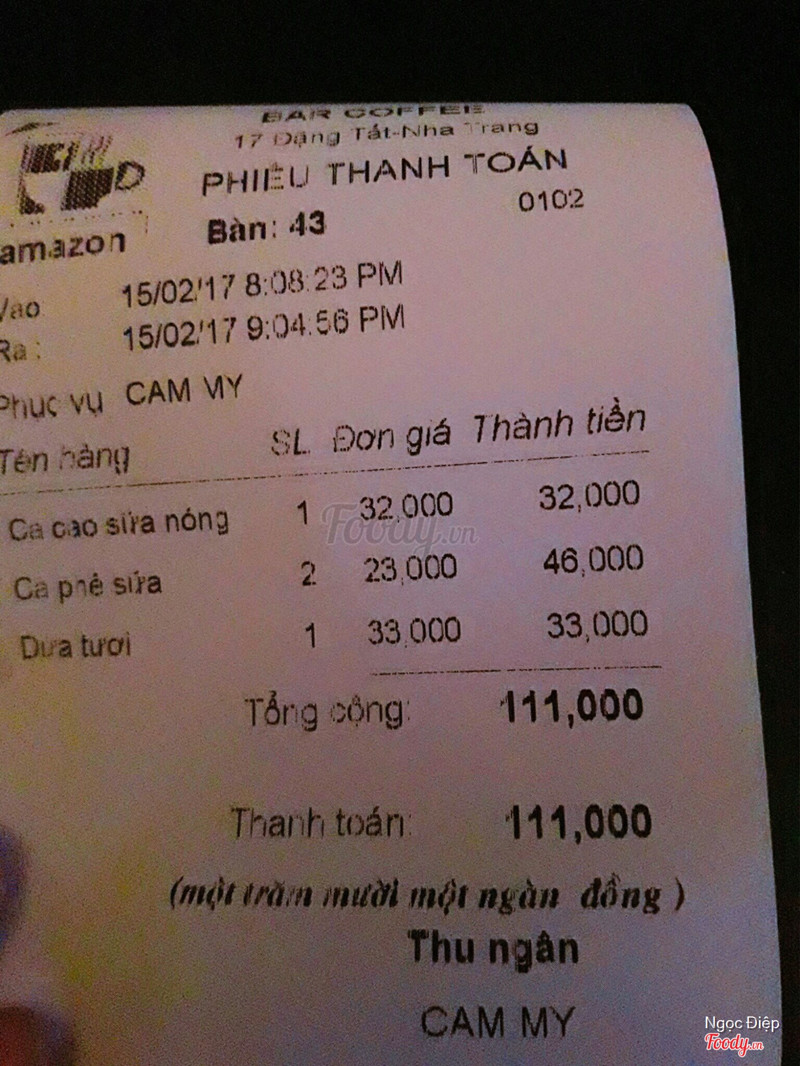 BAR COFFEE
17 Đặng Tất-Nha Trang
PHIẾU THANH TOÁN
0102
amazon
Bàn: 43
Vào 15/02/'17 8:08:23 PM
Ra : 15/02/'17 9:04:56 PM
Phục vụ CAM MY
Tên hàng SL Đơn giá Thành tiền
Ca cao sữa nóng 1 32,000 32,000
Ca phê sữa 2 23,000 46,000
Dừa tươi 1 33,000 33,000
Foody.vn
Tổng cộng: 111,000
Thanh toán: 111,000
(một trăm mười một ngàn đồng )
Thu ngân
CAM MY
Ngọc Điệp
Foody.vn